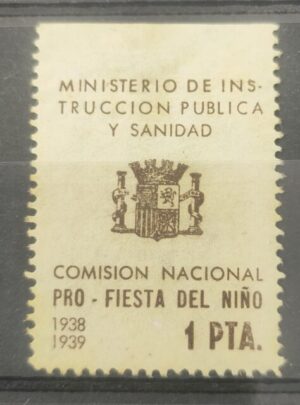 MINISTERIO DE INS-
TRUCCION PUBLICA
Y SANIDAD
COMISION NACIONAL
PRO - FIESTA DEL NIÑO
1938
1939
1 PTA.